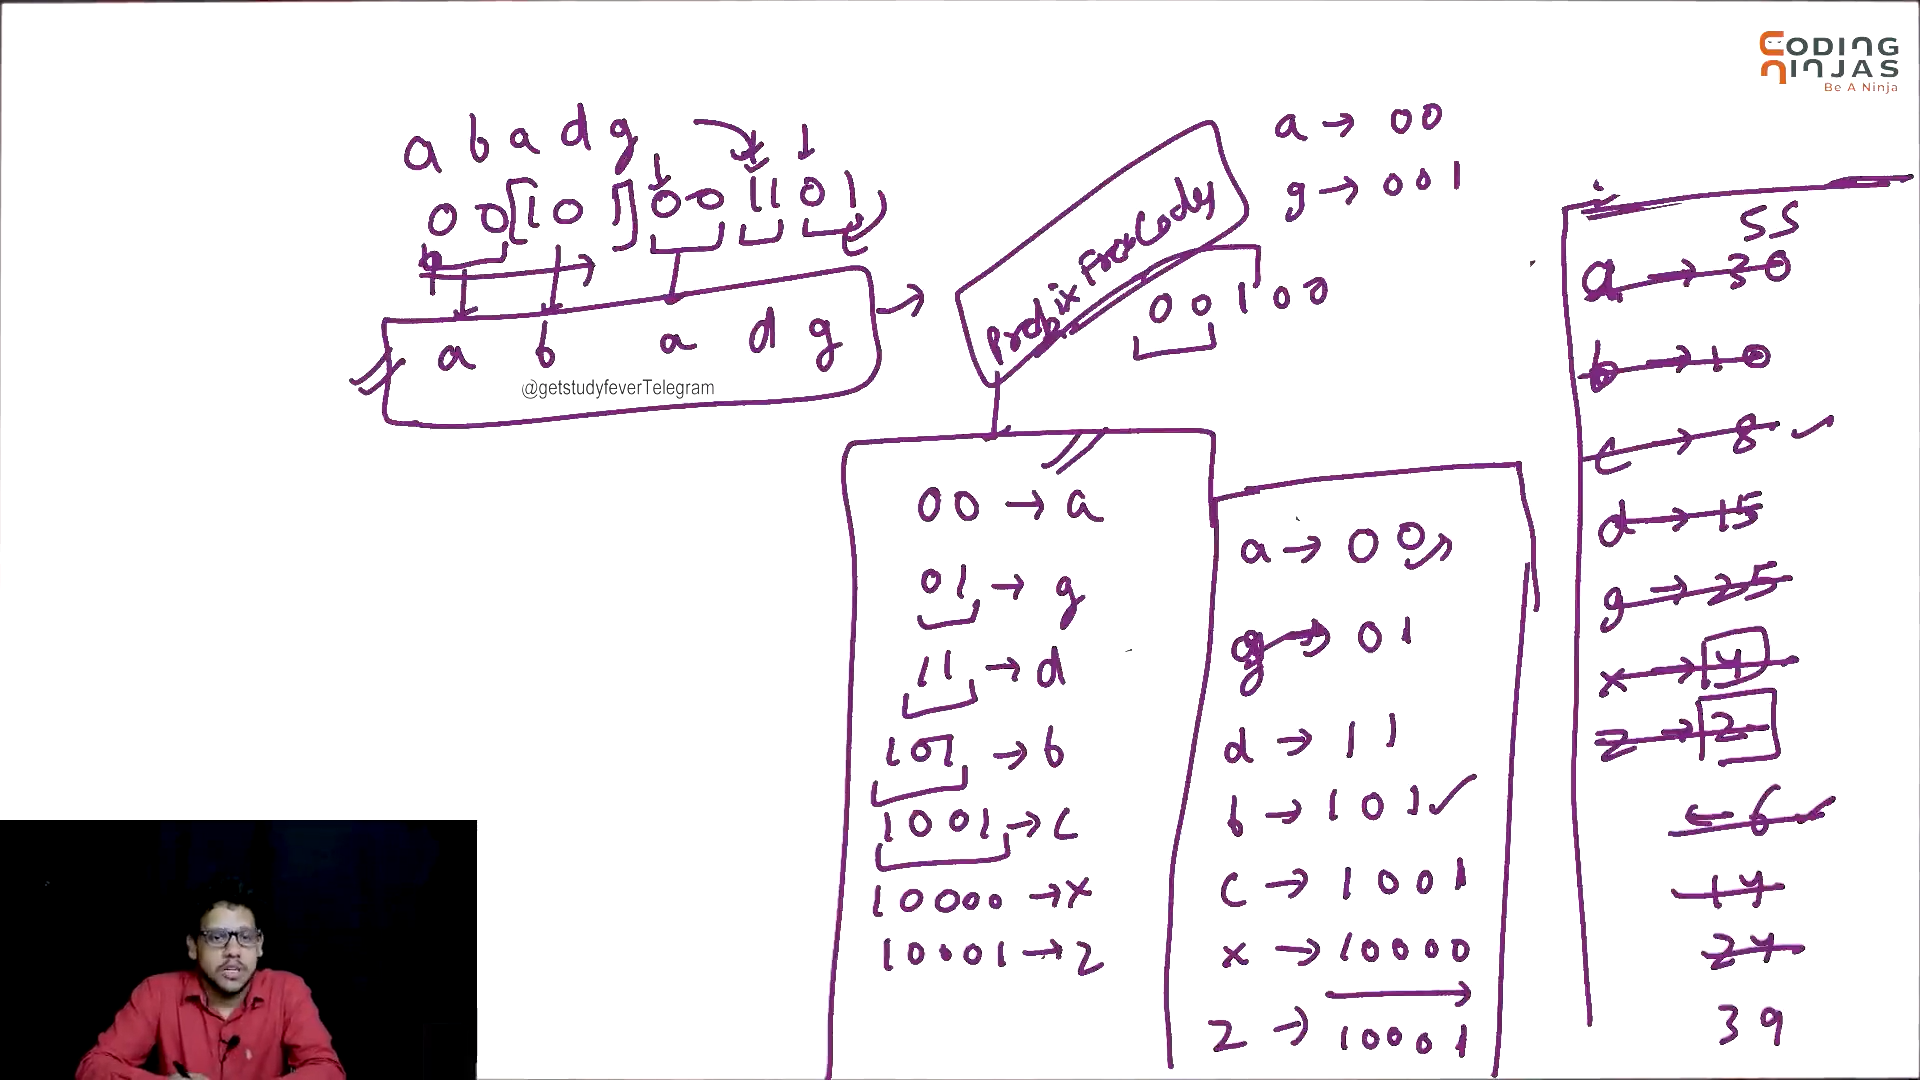 CODING
NINJAS
Be A Ninja
a b a d g
0 0 [1 0 1] 0 0 1 1 0 1
a b a d g
@getstudyfeverTelegram
Prefix Free Codes
a → 00
g → 001
0 0 1 0 0
00 → a
01 → g
11 → d
101 → b
1001 → c
10000 → x
10001 → z
a → 00
g → 01
d → 11
b → 101
c → 1001
x → 10000
z → 10001
55
a → 30
b → 10
c → 8
d → 15
g → 25
x → 4
z → 2
← 6
14
24
39